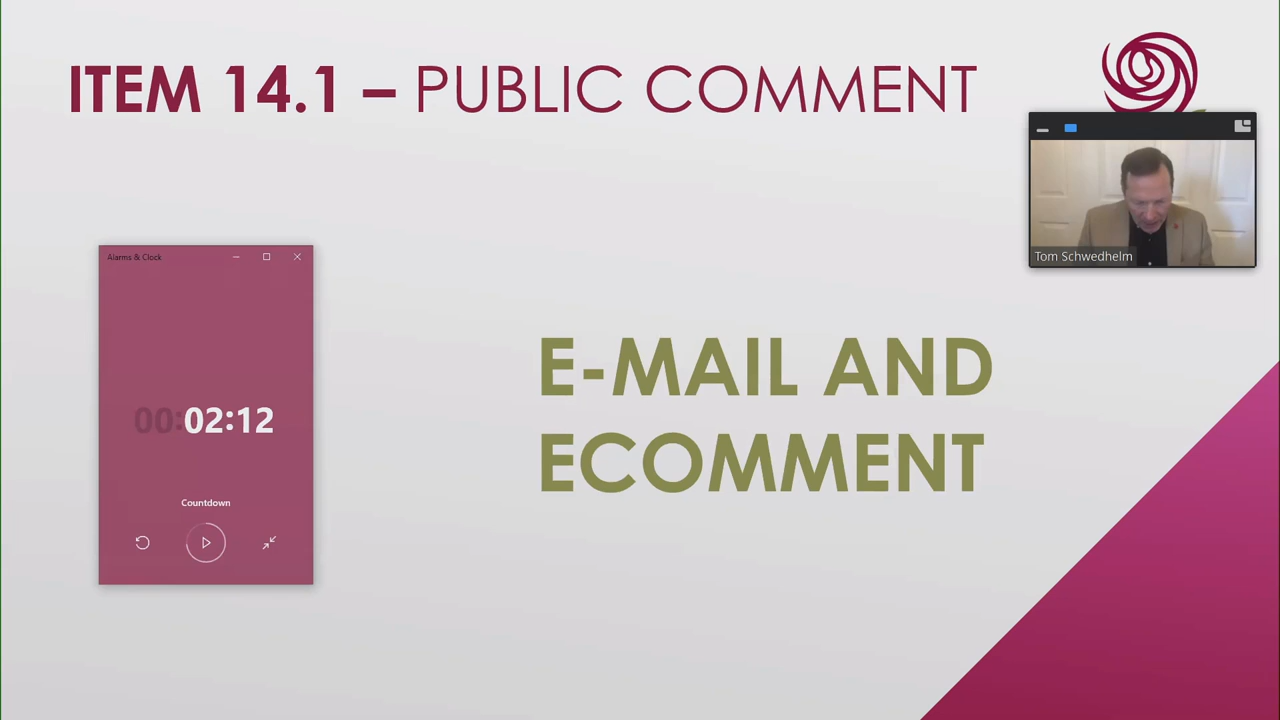 ITEM 14.1 – PUBLIC COMMENT
Tom Schwedhelm
Alarms & Clock
00:02:12
Countdown
E-MAIL AND
ECOMMENT